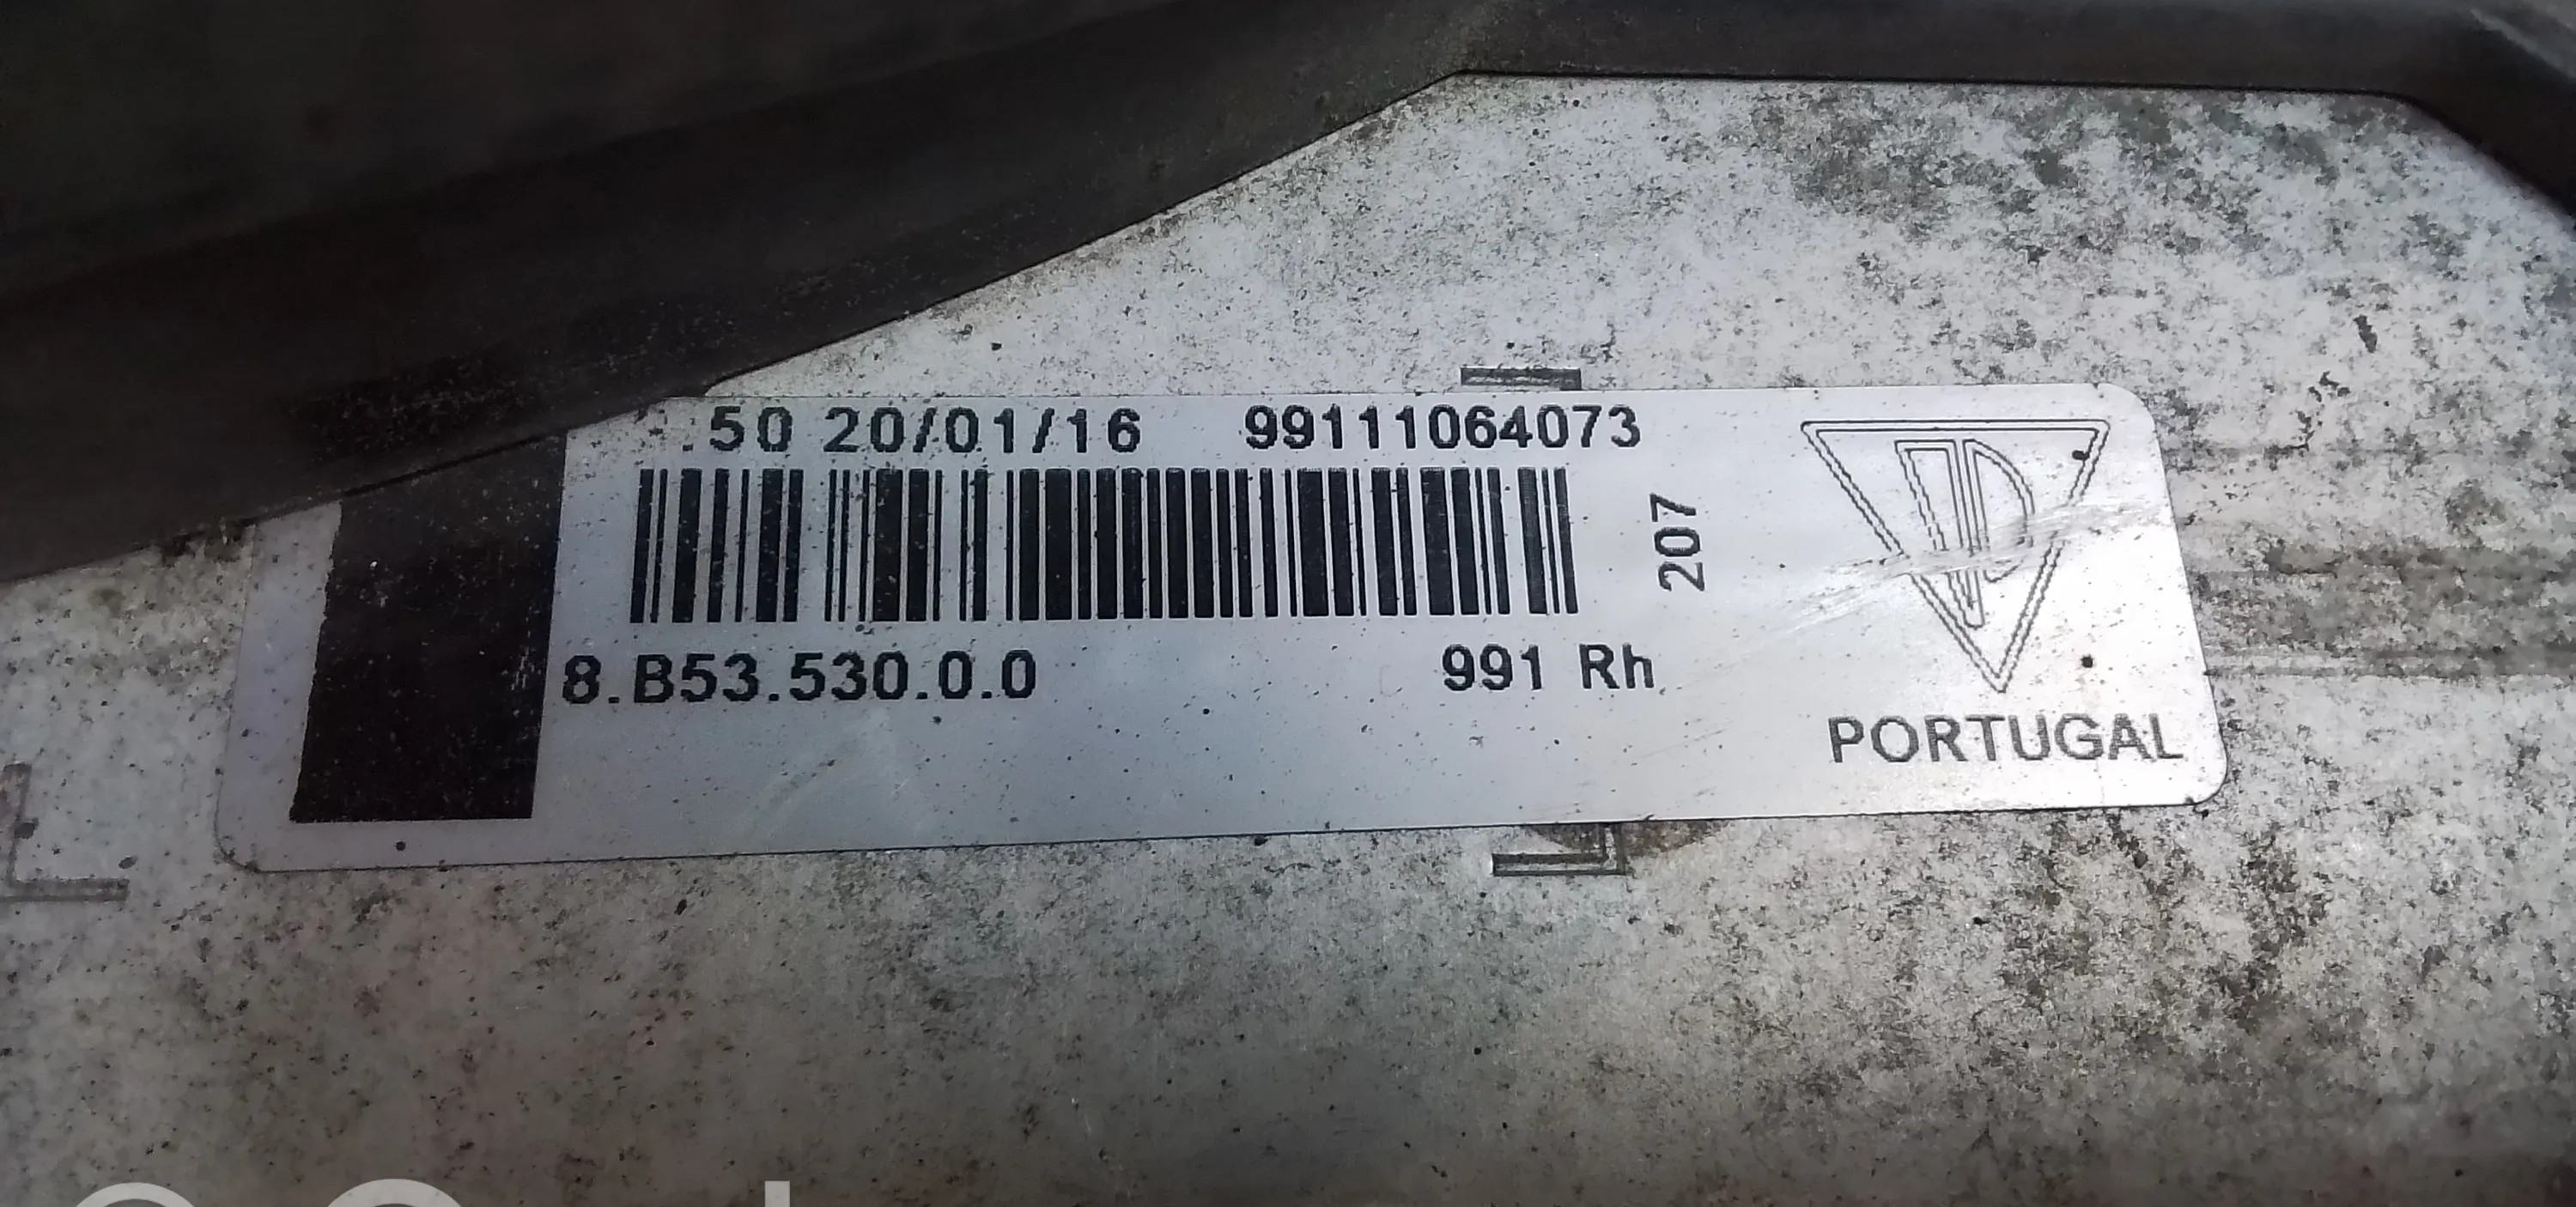 .50 20/01/16 99111064073
207
8.B53.530.0.0 991 Rh
PORTUGAL